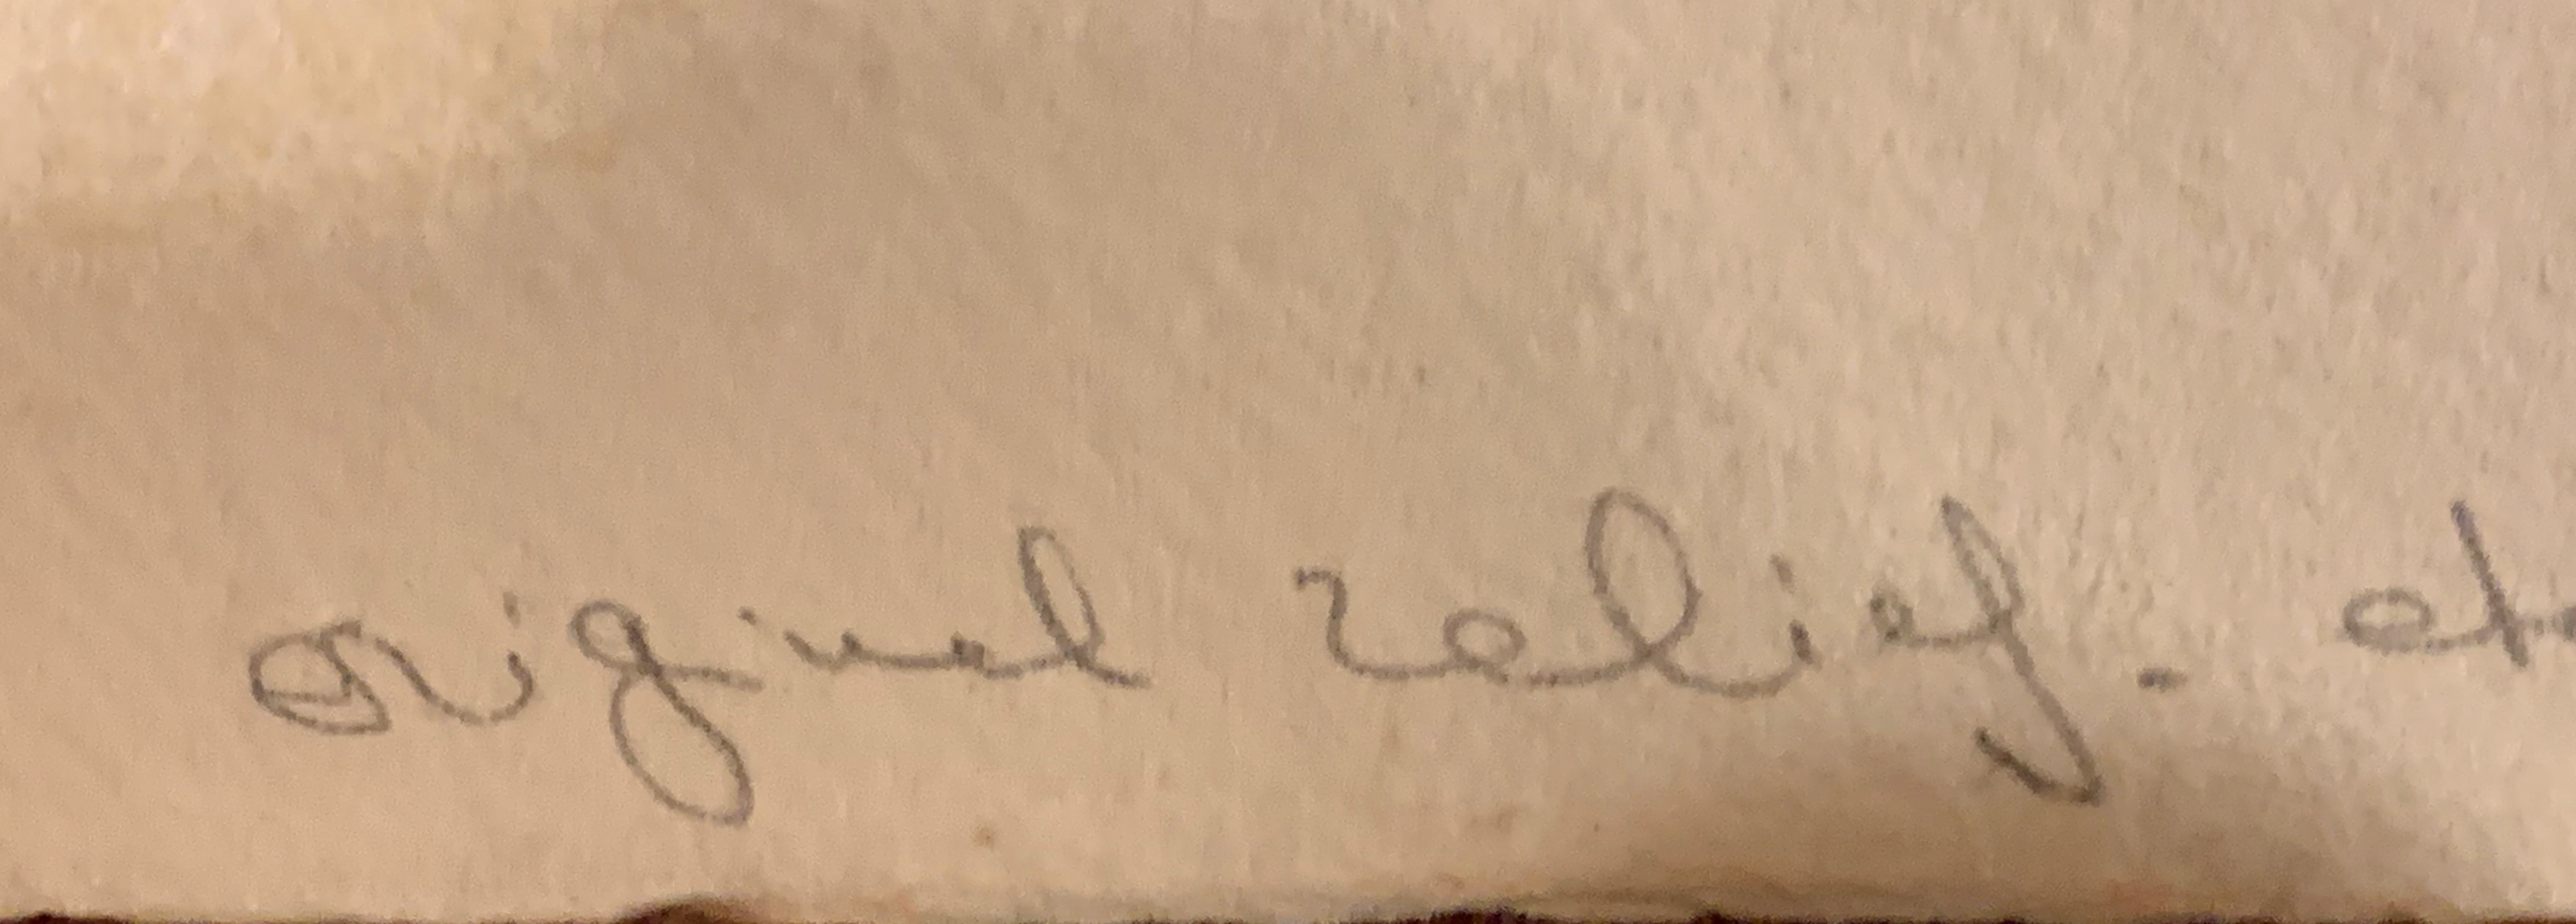 original relief -